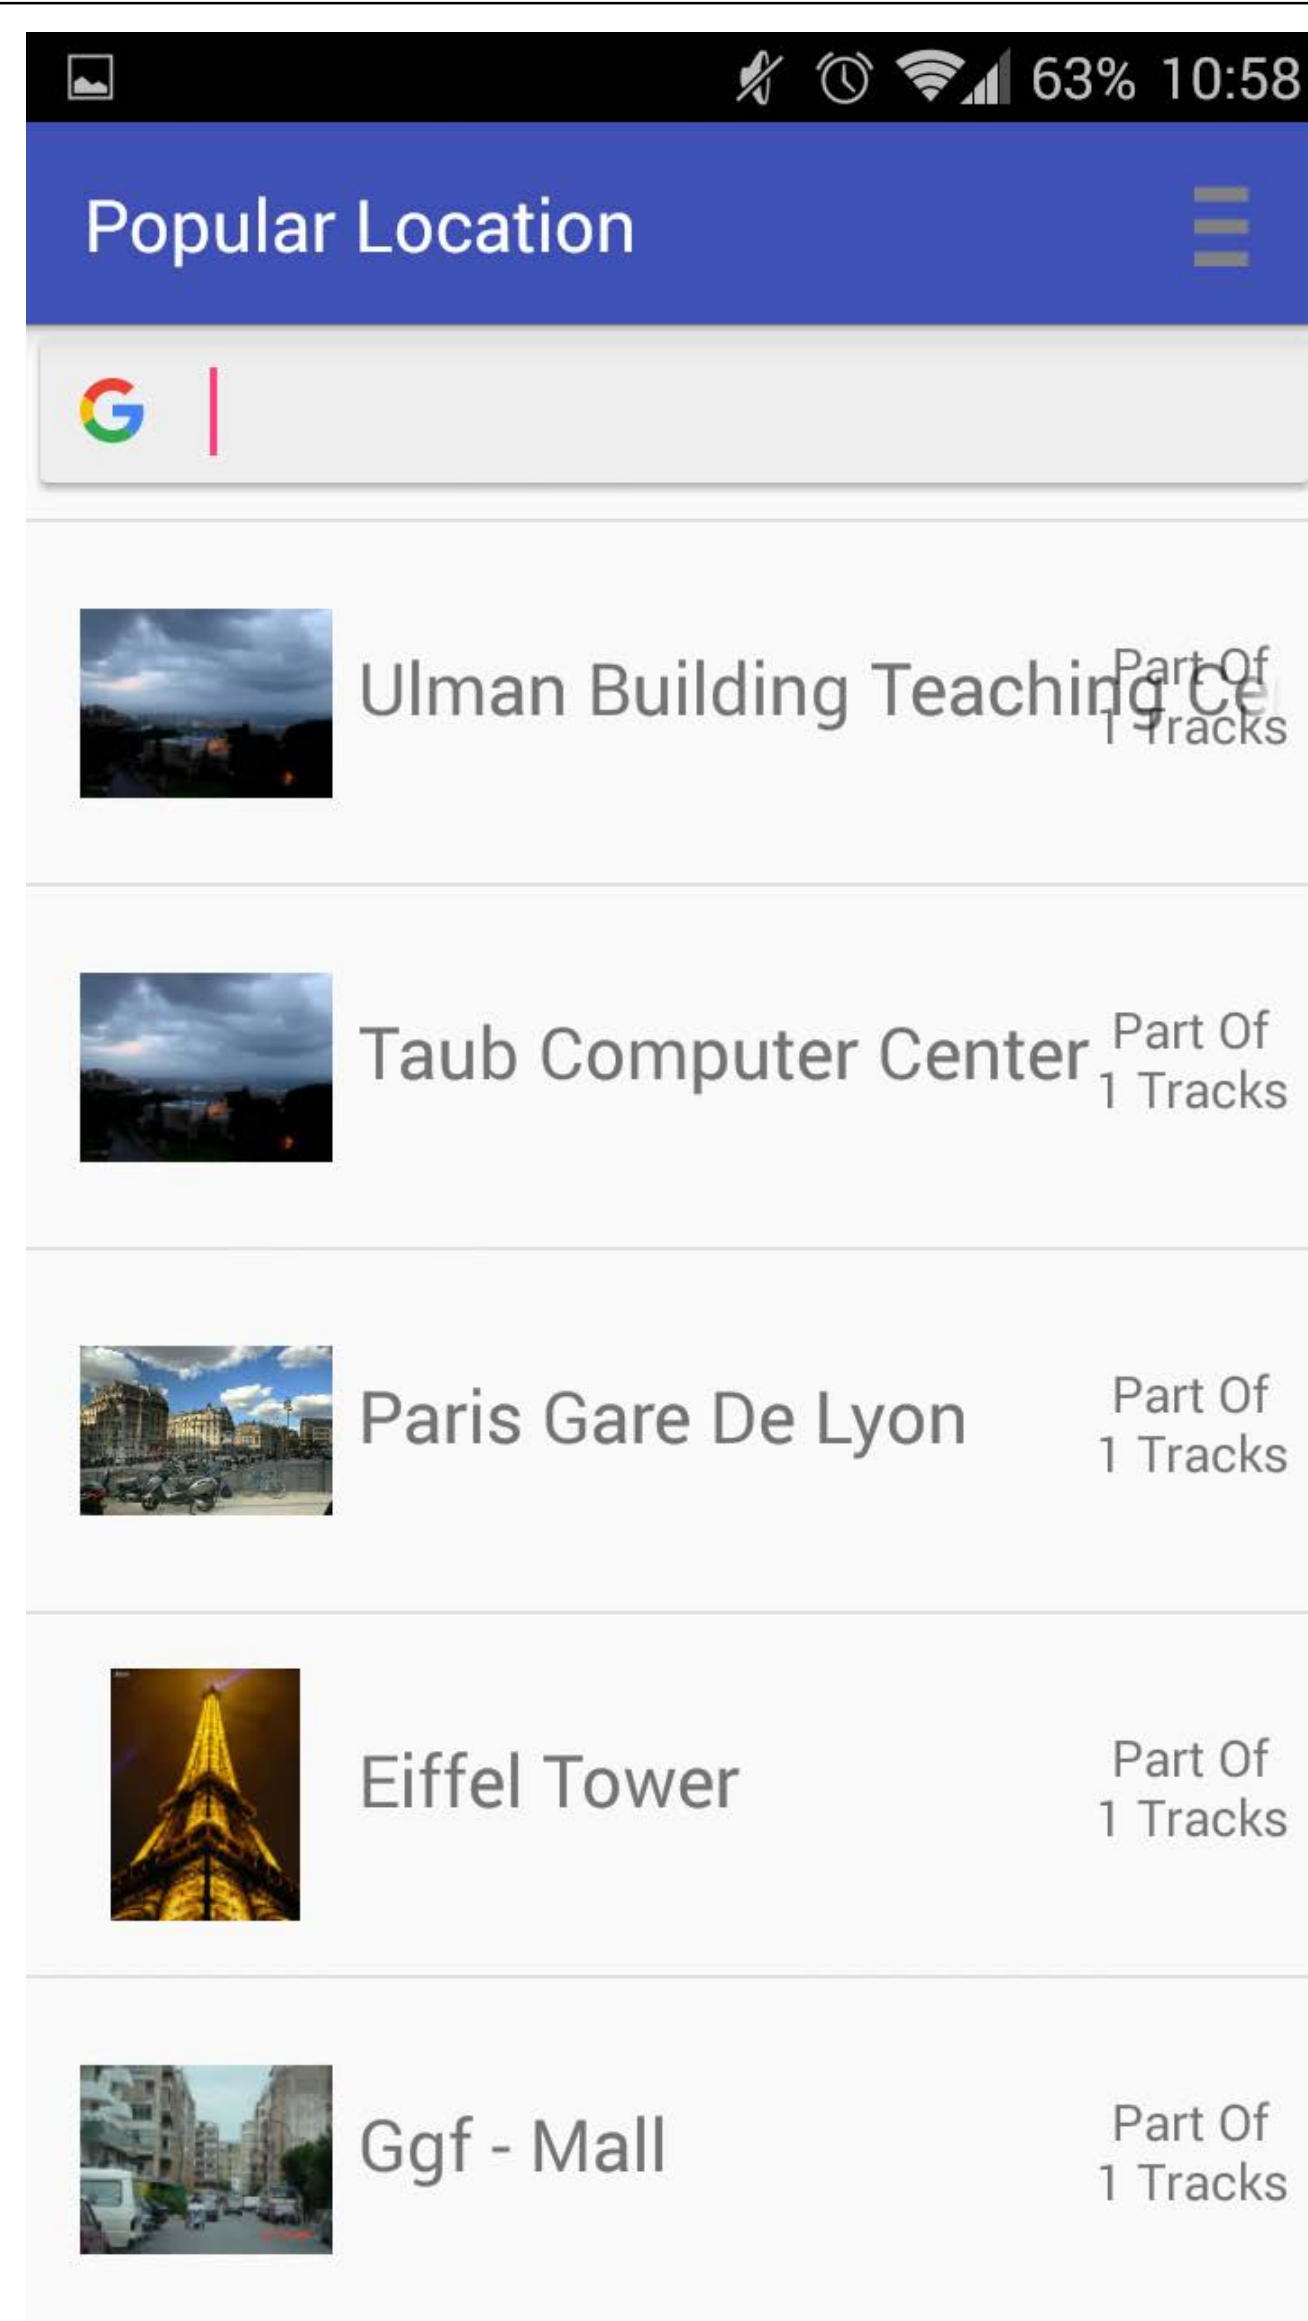 63% 10:58
Popular Location
G
Ulman Building Teaching Ce
Part Of
1 Tracks
Taub Computer Center
Part Of
1 Tracks
Paris Gare De Lyon
Part Of
1 Tracks
Eiffel Tower
Part Of
1 Tracks
Ggf - Mall
Part Of
1 Tracks